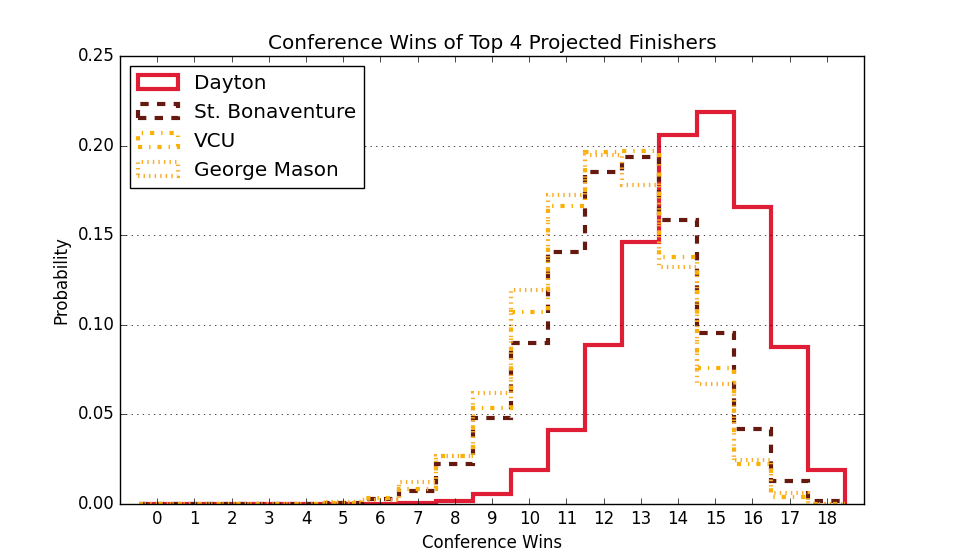 Conference Wins of Top 4 Projected Finishers
0.25
0.20
0.15
0.10
0.05
0.00
Probability
Dayton
St. Bonaventure
VCU
George Mason
0 1 2 3 4 5 6 7 8 9 10 11 12 13 14 15 16 17 18
Conference Wins